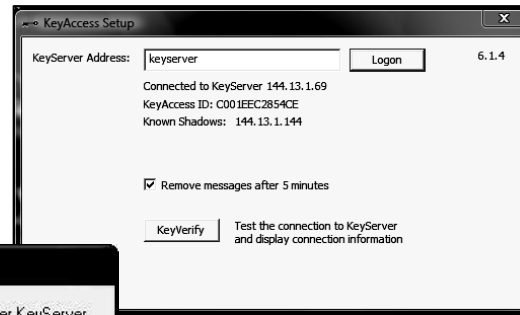 KeyAccess Setup
KeyServer Address: keyserver Logon 6.1.4
Connected to KeyServer 144.13.1.69
KeyAccess ID: C001EEC2854CE
Known Shadows: 144.13.1.144
Remove messages after 5 minutes
KeyVerify
Test the connection to KeyServer
and display connection information
KeyServer